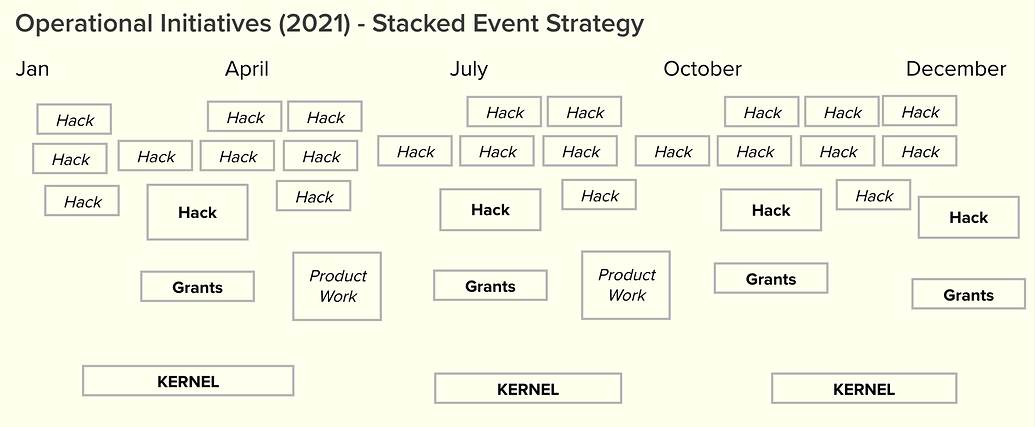 Operational Initiatives (2021) - Stacked Event Strategy
Jan April July October December
Hack Hack Hack Hack Hack Hack Hack Hack
Hack Hack Hack Hack Hack Hack Hack Hack Hack Hack Hack
Hack Hack Hack Hack Hack Hack Hack Hack
Grants Product Work Grants Product Work Grants Grants
KERNEL KERNEL KERNEL